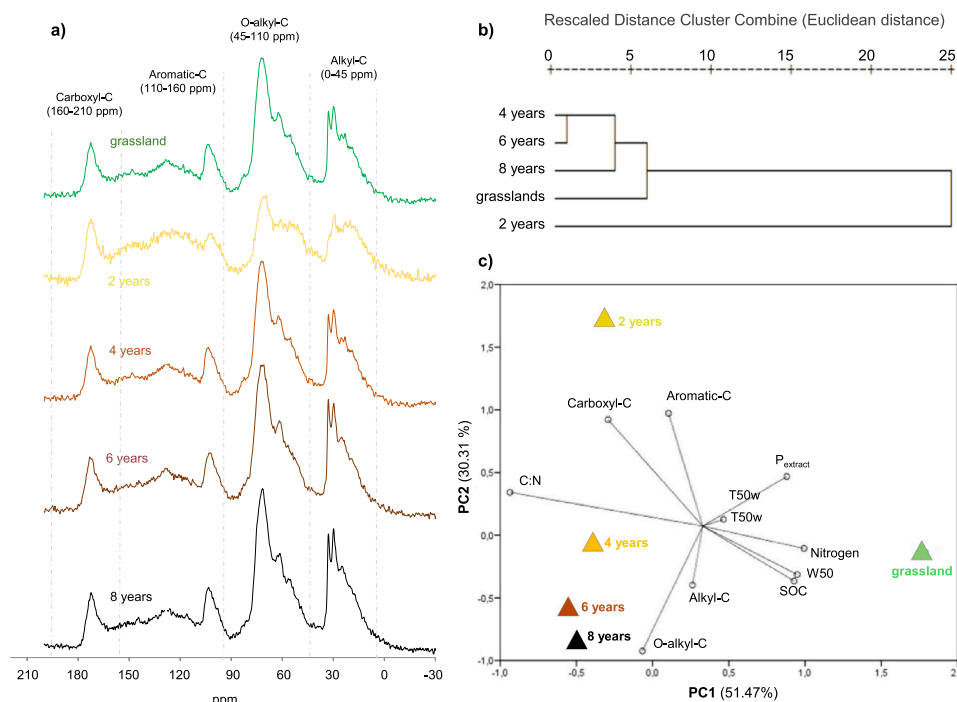 a)
O-alkyl-C
(45-110 ppm)
Aromatic-C
(110-160 ppm)
Alkyl-C
(0-45 ppm)
Carboxyl-C
(160-210 ppm)
grassland
2 years
4 years
6 years
8 years
210 180 150 120 90 60 30 0 -30
ppm
b)
Rescaled Distance Cluster Combine (Euclidean distance)
0 5 10 15 20 25
4 years
6 years
8 years
grasslands
2 years
c)
2,0
1,5
1,0
0,5
0,0
-0,5
-1,0
PC2 (30.31 %)
2 years
Carboxyl-C
Aromatic-C
P extract
C:N
T50w
T50w
4 years
Nitrogen
grassland
W50
SOC
Alkyl-C
6 years
8 years
O-alkyl-C
-1,0 -0,5 0,0 0,5 1,0 1,5 2
PC1 (51.47%)